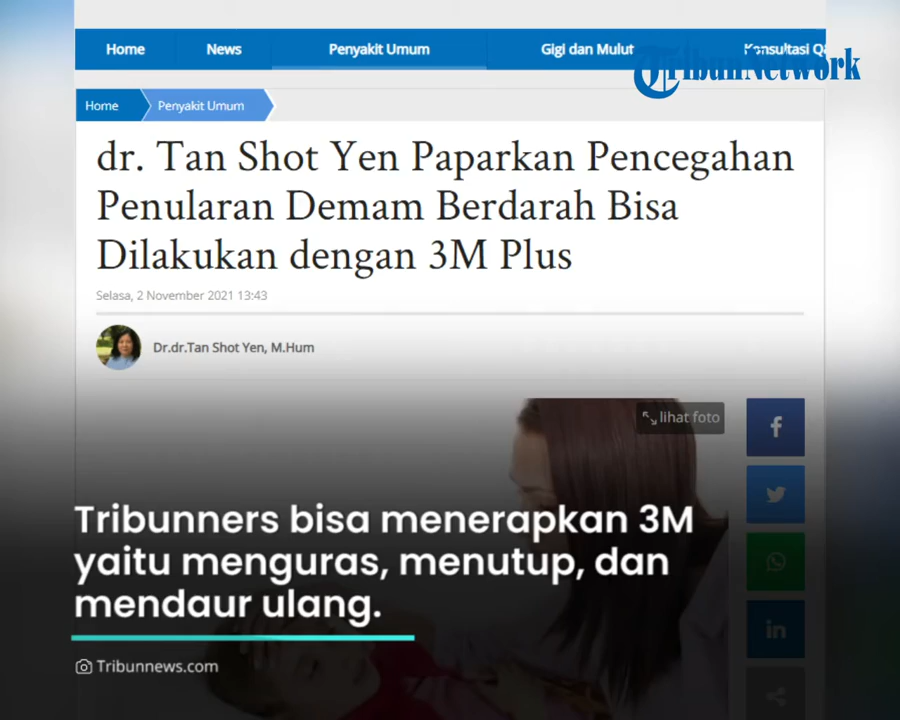 Home News Penyakit Umum Gigi dan Mulut Konsultasi Q&
TribunNetwork
Home Penyakit Umum
dr. Tan Shot Yen Paparkan Pencegahan
Penularan Demam Berdarah Bisa
Dilakukan dengan 3M Plus
Selasa, 2 November 2021 13:43
Dr.dr.Tan Shot Yen, M.Hum
lihat foto
Tribunners bisa menerapkan 3M
yaitu menguras, menutup, dan
mendaur ulang.
Tribunnews.com